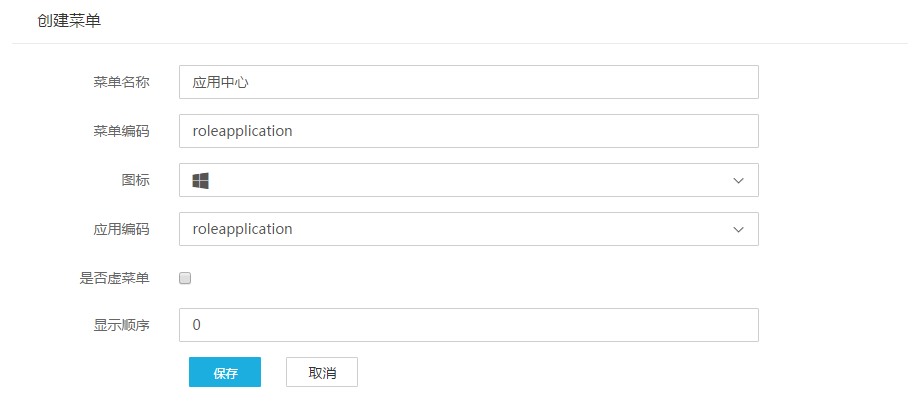 创建菜单
菜单名称 应用中心
菜单编码 roleapplication
图标
应用编码 roleapplication
是否虚菜单
显示顺序 0
保存 取消